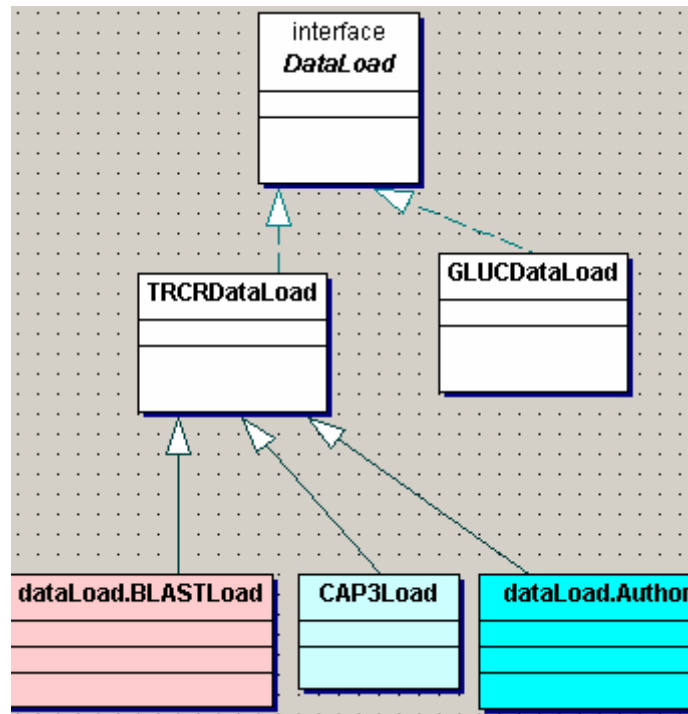 interface
DataLoad
TRCRDataLoad
GLUCDataLoad
dataLoad.BLASTLoad
CAP3Load
dataLoad.Author